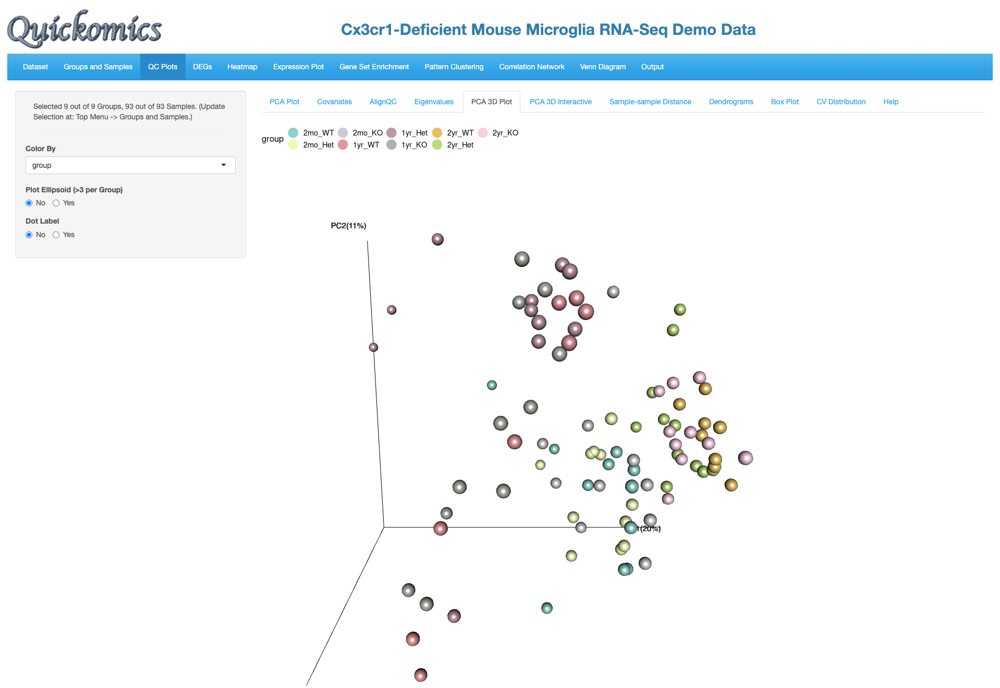 Quickomics
Cx3cr1-Deficient Mouse Microglia RNA-Seq Demo Data
Dataset Groups and Samples QC Plots DEGs Heatmap Expression Plot Gene Set Enrichment Pattern Clustering Correlation Network Venn Diagram Output
Selected 9 out of 9 Groups, 93 out of 93 Samples. (Update
Selection at: Top Menu -> Groups and Samples.)
Color By
group
Plot Ellipsoid (>3 per Group)
No Yes
Dot Label
No Yes
PCA Plot Covariates AlignQC Eigenvalues PCA 3D Plot PCA 3D Interactive Sample-sample Distance Dendrograms Box Plot CV Distribution Help
group
2mo_WT 2mo_KO 1yr_Het 2yr_WT 2yr_KO
2mo_Het 1yr_WT 1yr_KO 2yr_Het
PC2(11%)
1(20%)